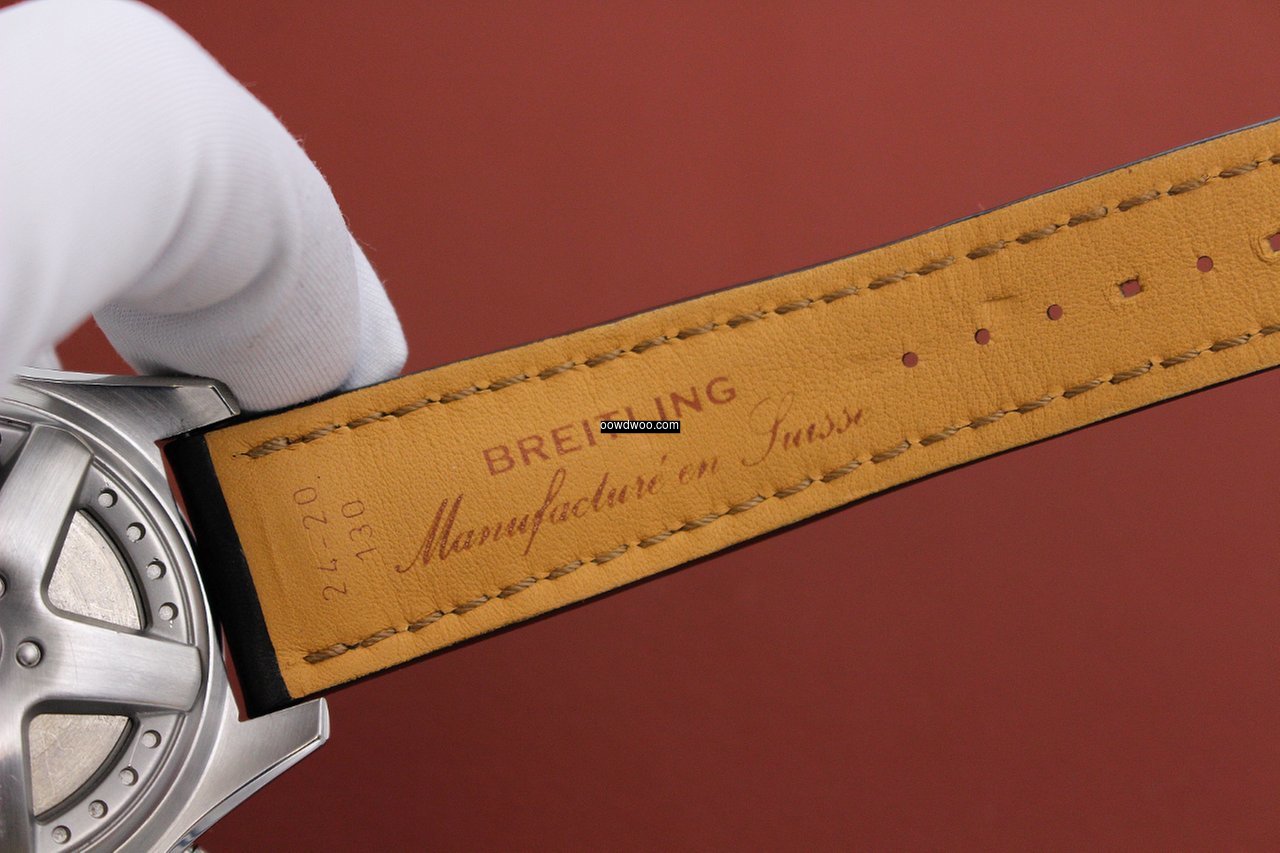 BREITLING
Manufacturé en Suisse
24-20.
130
oowdwoo.com